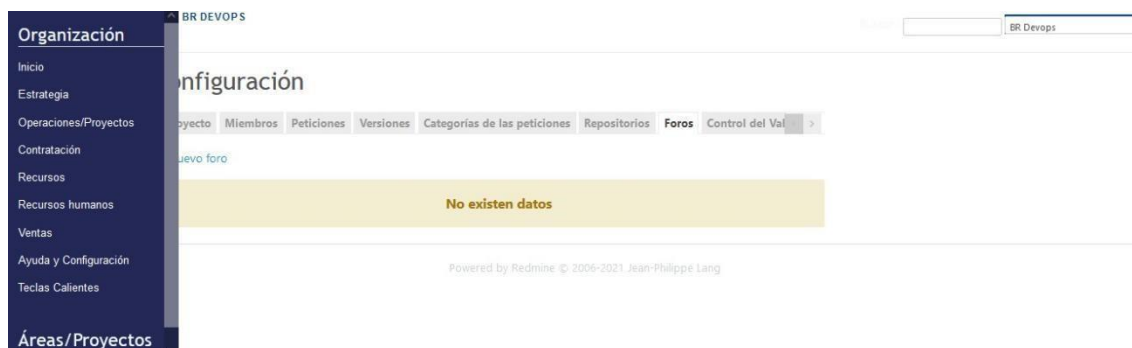 Organización
Inicio
Estrategia
Operaciones/Proyectos
Contratación
Recursos
Recursos humanos
Ventas
Ayuda y Configuración
Teclas Calientes
Áreas/Proyectos
BR DEVOPS
BR Devops
onfiguración
oyecto Miembros Peticiones Versiones Categorías de las peticiones Repositorios Foros Control del Val
uevo foro
No existen datos
Powered by Redmine © 2006-2021 Jean-Philippe Lang